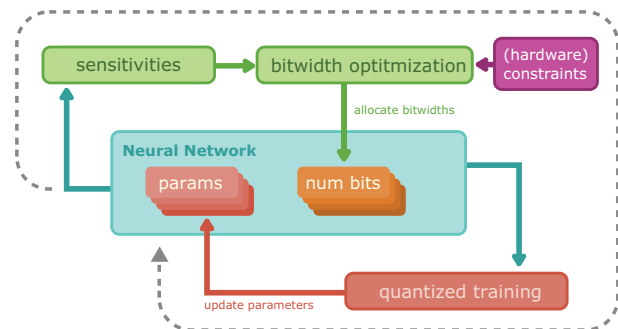 sensitivities
bitwidth optitmization
(hardware)
constraints
allocate bitwidths
Neural Network
params
num bits
quantized training
update parameters